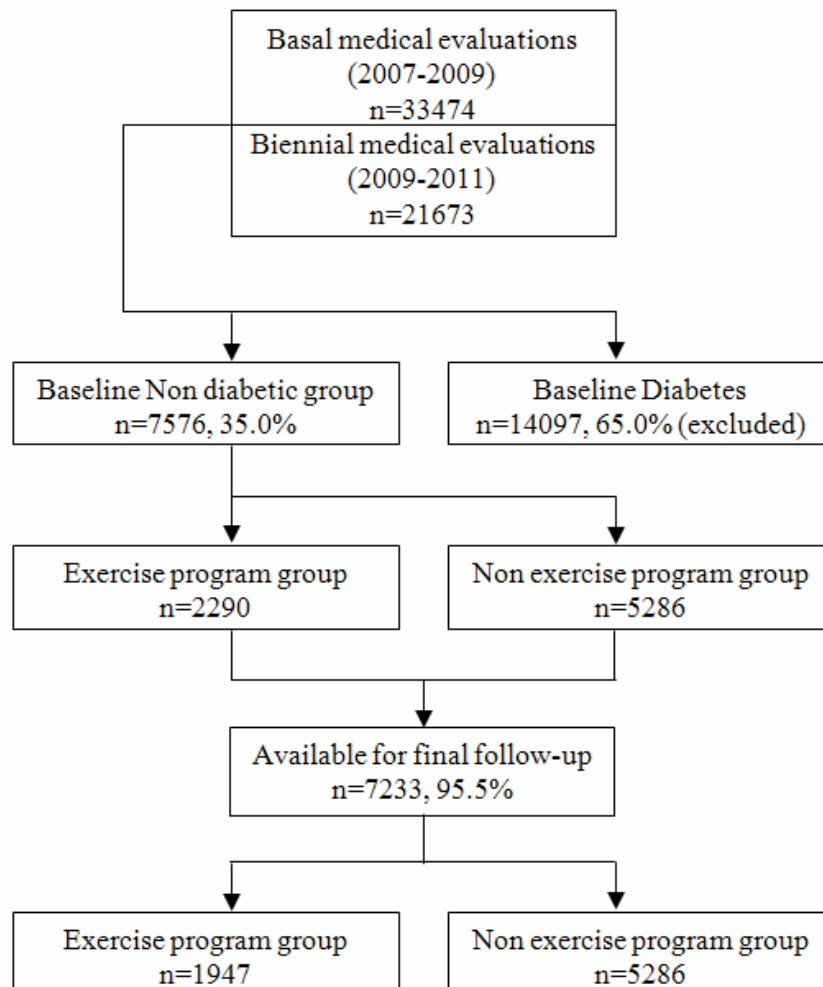 Basal medical evaluations
(2007-2009)
n=33474
Biennial medical evaluations
(2009-2011)
n=21673
Baseline Non diabetic group
n=7576, 35.0%
Baseline Diabetes
n=14097, 65.0% (excluded)
Exercise program group
n=2290
Non exercise program group
n=5286
Available for final follow-up
n=7233, 95.5%
Exercise program group
n=1947
Non exercise program group
n=5286